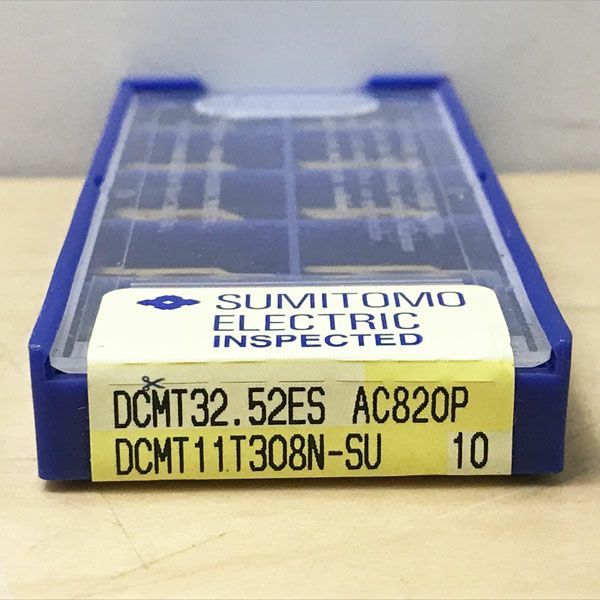 SUMITOMO
ELECTRIC
INSPECTED
DCMT32.52ES AC820P
DCMT11T308N-SU 10